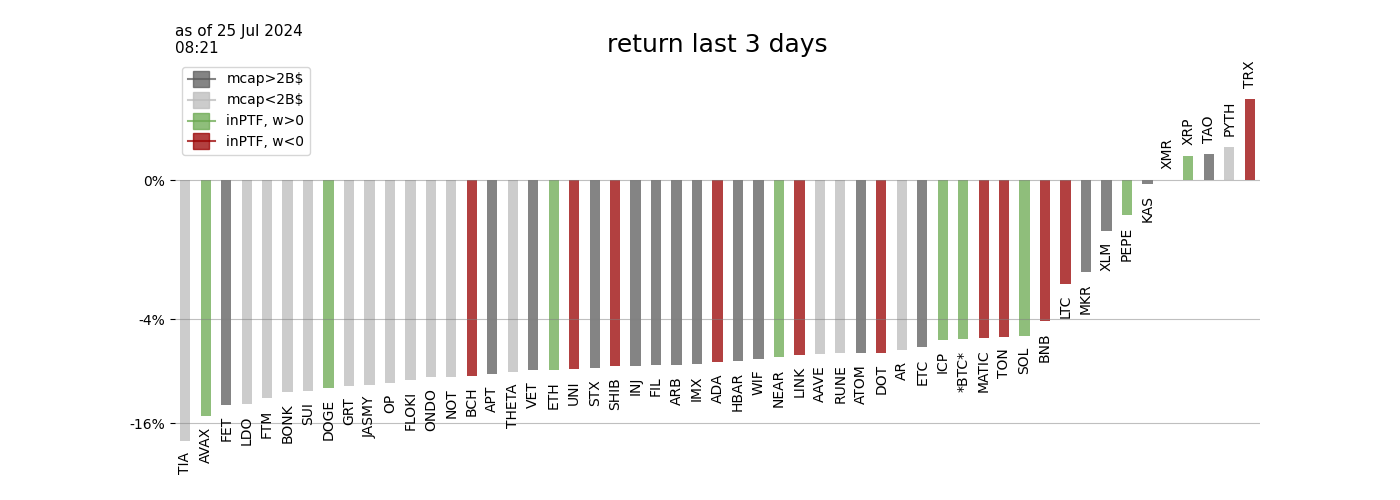 as of 25 Jul 2024
08:21
return last 3 days
mcap>2B$
mcap<2B$
inPTF, w>0
inPTF, w<0
0%
-4%
-16%
TIA
AVAX
FET
LDO
FTM
BONK
SUI
DOGE
GRT
JASMY
OP
FLOKI
ONDO
NOT
BCH
APT
THETA
VET
ETH
UNI
STX
SHIB
INJ
FIL
ARB
IMX
ADA
HBAR
WIF
NEAR
LINK
AAVE
RUNE
ATOM
DOT
AR
ETC
ICP
*BTC*
MATIC
TON
SOL
BNB
LTC
MKR
XLM
PEPE
KAS
XMR
XRP
TAO
PYTH
TRX